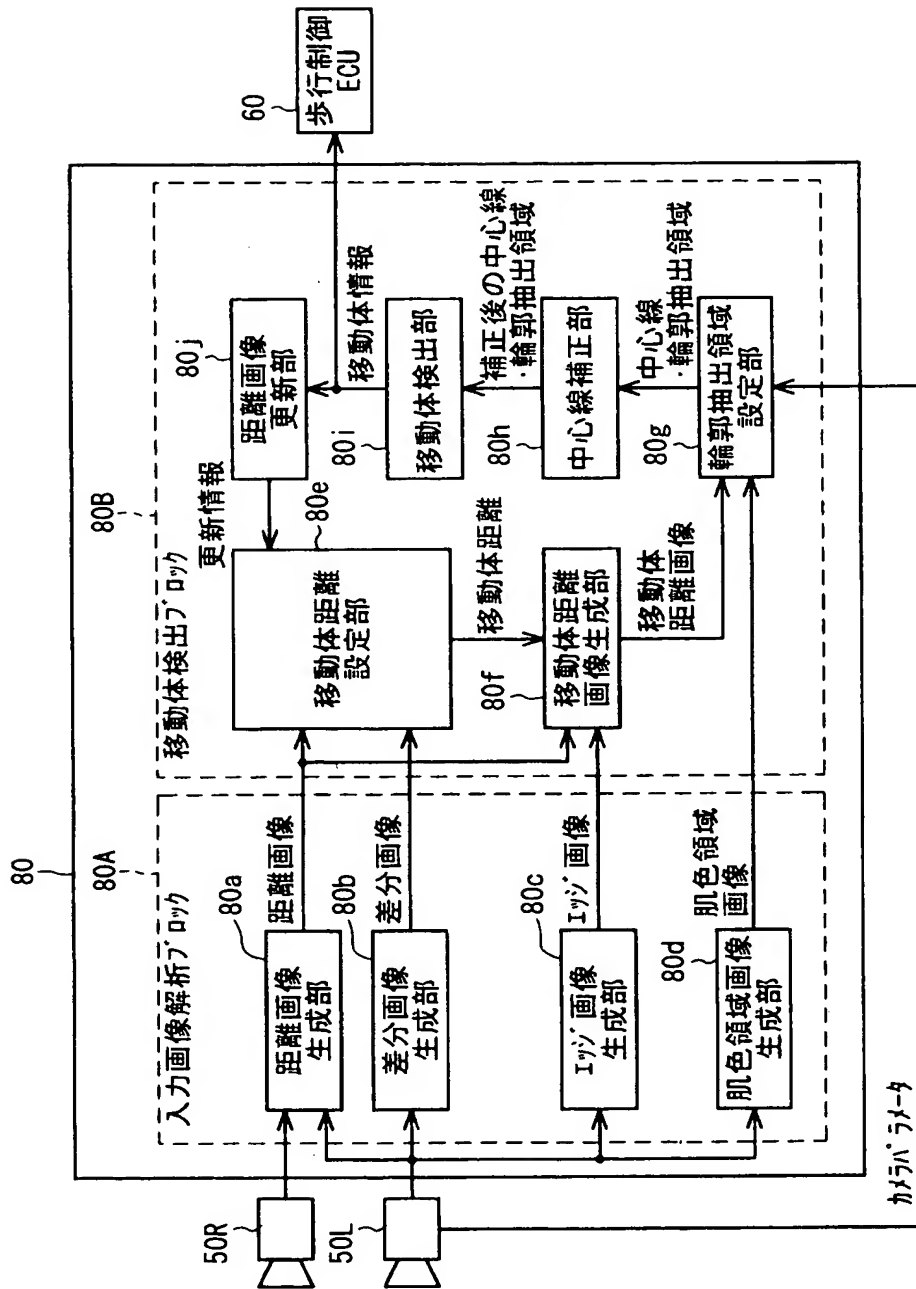 80
80A
入力画像解析ブロック
80a
距離画像
生成部
距離画像
80b
差分画像
生成部
差分画像
80c
エッジ画像
生成部
エッジ画像
80d
肌色領域画像
生成部
肌色領域
画像
80B
移動体検出ブロック
更新情報
80e
移動体距離
設定部
移動体距離
80f
移動体距離
画像生成部
移動体
距離画像
80j
距離画像
更新部
移動体情報
80i
移動体検出部
補正後の中心線
・輪郭抽出領域
80h
中心線補正部
中心線
・輪郭抽出領域
80g
輪郭抽出領域
設定部
60
歩行制御
ECU
50R
50L
カメラパラメータ